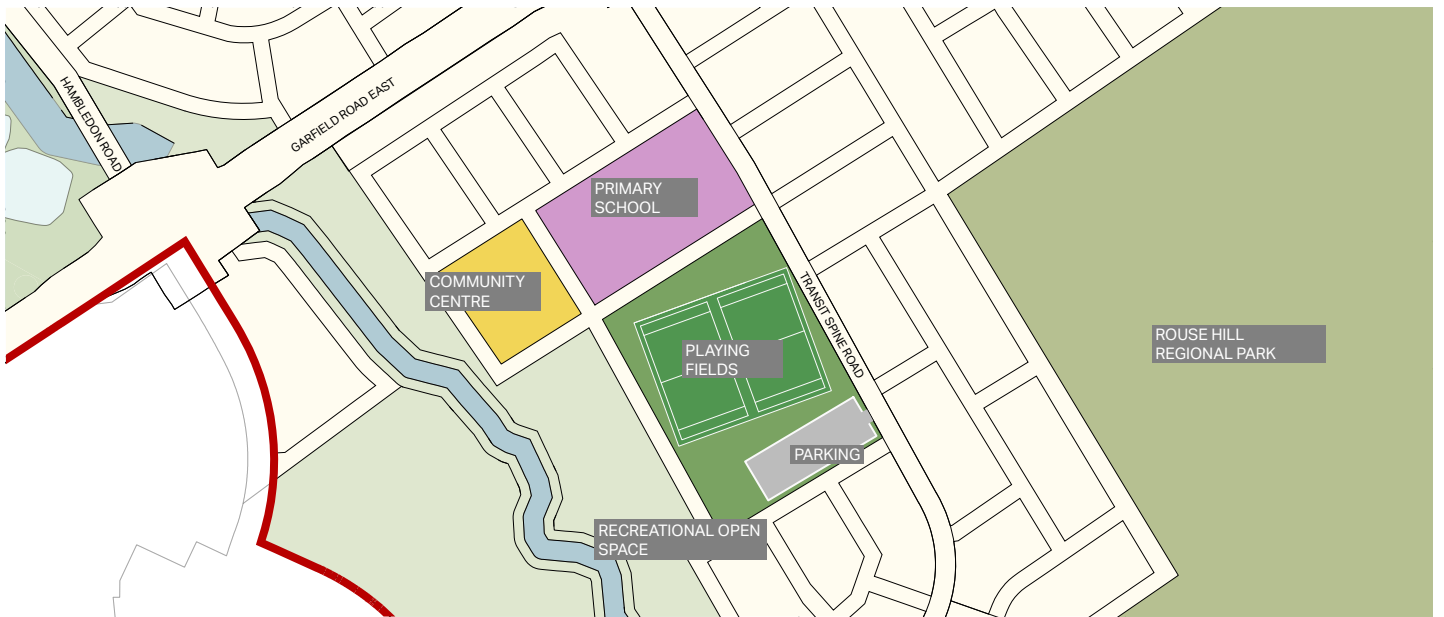 HAMBLEDON ROAD
GARFIELD ROAD EAST
PRIMARY
SCHOOL
COMMUNITY
CENTRE
TRANSIT SPINE ROAD
PLAYING
FIELDS
ROUSE HILL
REGIONAL PARK
PARKING
RECREATIONAL OPEN
SPACE